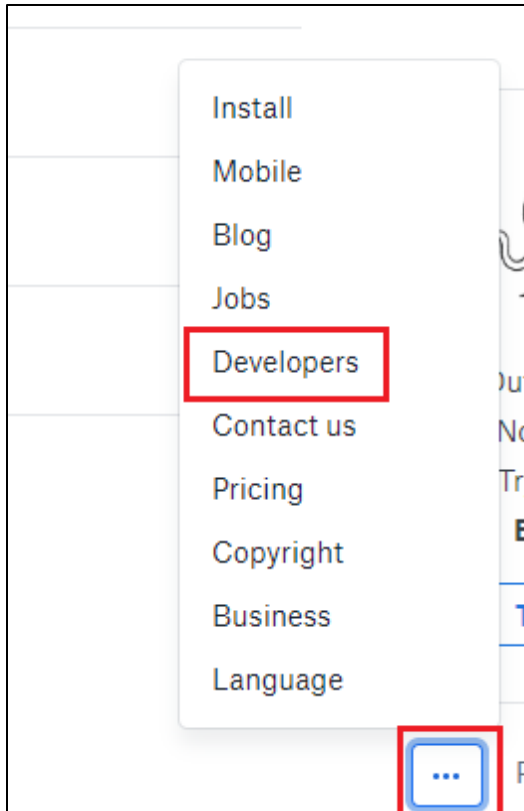 Install
Mobile
Blog
Jobs
Developers
Contact us
Pricing
Copyright
Business
Language
...